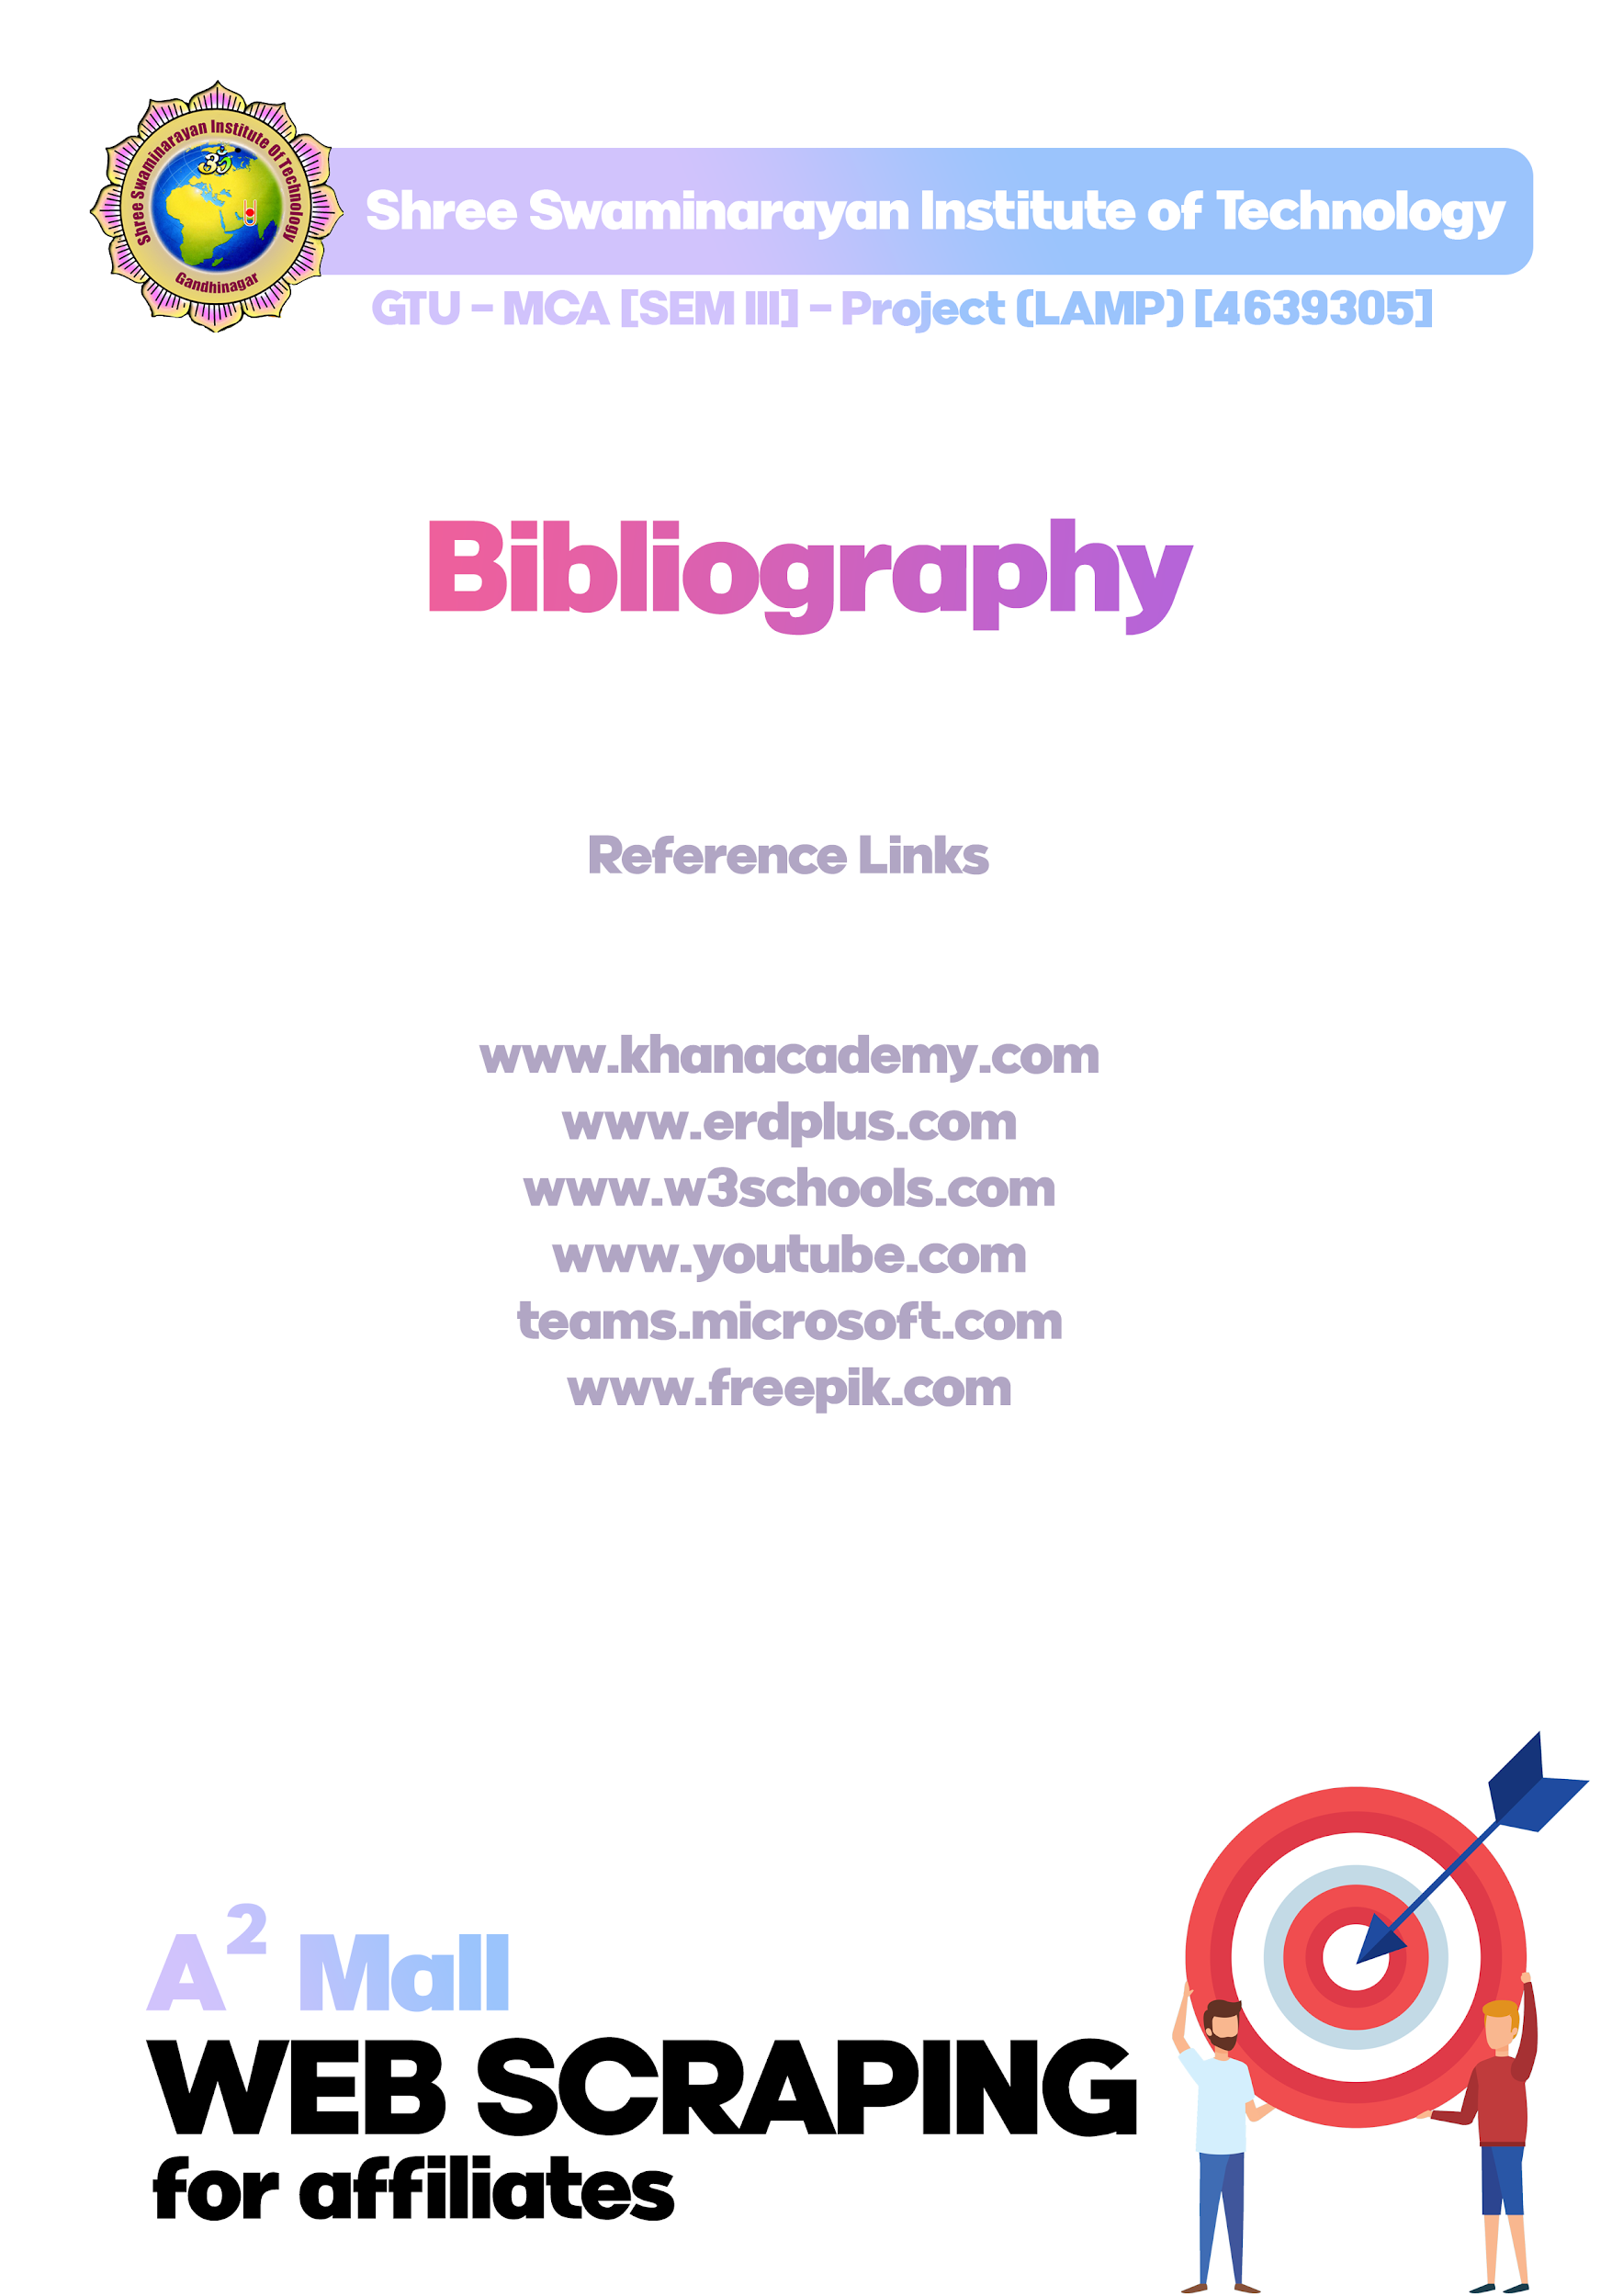 Shree Swaminarayan Institute Of Technology
Gandhinagar
Shree Swaminarayan Institute of Technology
GTU - MCA [SEM III] - Project (LAMP) [4639305]
Bibliography
Reference Links
www.khanacademy.com
www.erdplus.com
www.w3schools.com
www.youtube.com
teams.microsoft.com
www.freepik.com
A² Mall
WEB SCRAPING
for affiliates